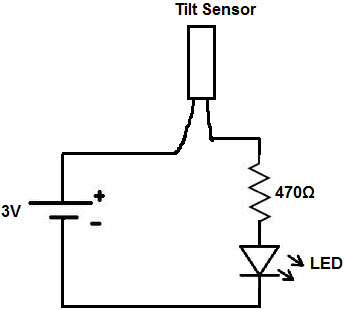 Tilt Sensor
470Ω
3V
+
-
LED